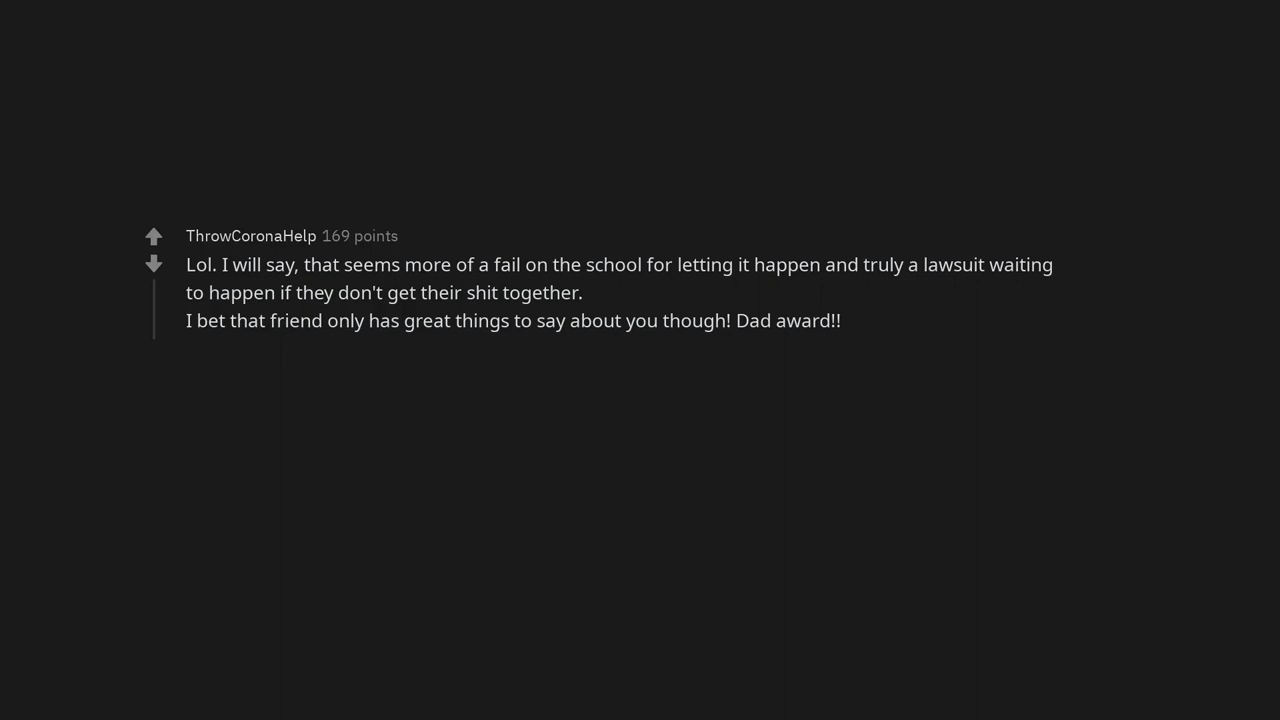 ThrowCoronaHelp 169 points
Lol. I will say, that seems more of a fail on the school for letting it happen and truly a lawsuit waiting
to happen if they don't get their shit together.
I bet that friend only has great things to say about you though! Dad award!!